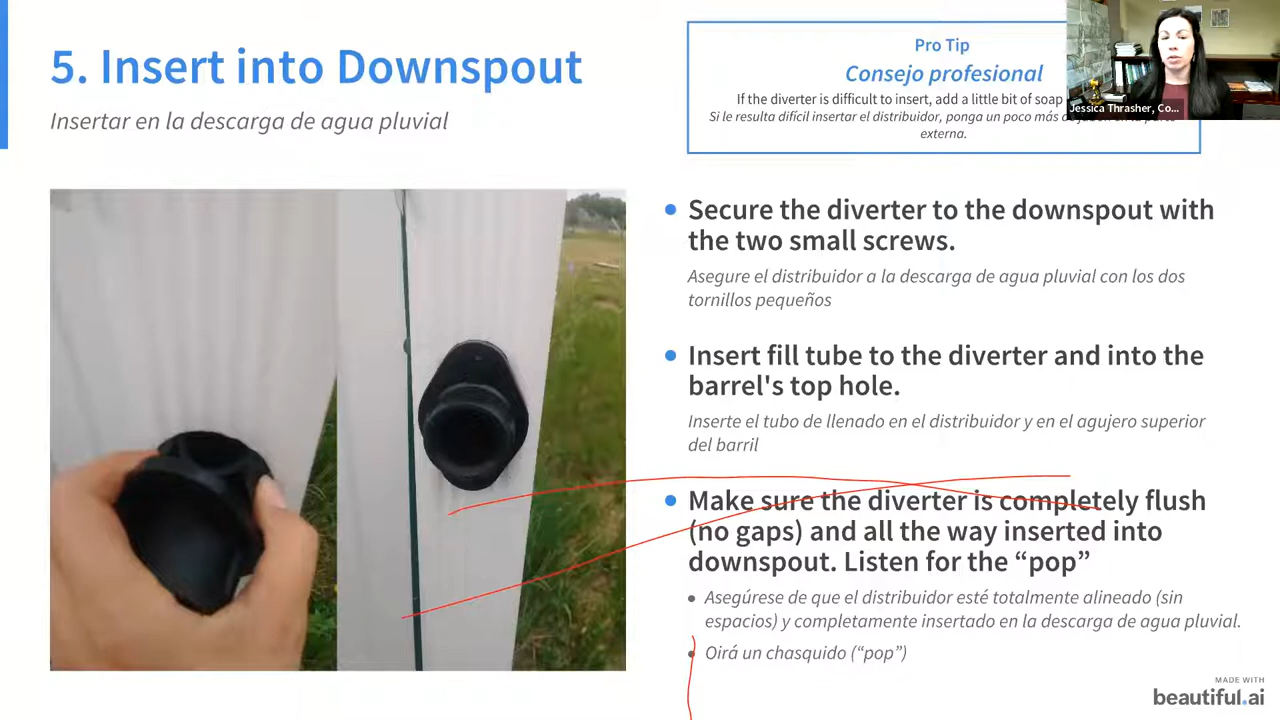 5. Insert into Downspout
Insertar en la descarga de agua pluvial
Pro Tip
Consejo profesional
If the diverter is difficult to insert, add a little bit of soap
Si le resulta difícil insertar el distribuidor, ponga un poco más
externa.
Jessica Thrasher, Co...
Secure the diverter to the downspout with
the two small screws.
Asegure el distribuidor a la descarga de agua pluvial con los dos
tornillos pequeños
Insert fill tube to the diverter and into the
barrel's top hole.
Inserte el tubo de llenado en el distribuidor y en el agujero superior
del barril
Make sure the diverter is completely flush
(no gaps) and all the way inserted into
downspout. Listen for the “pop”
Asegúrese de que el distribuidor esté totalmente alineado (sin
espacios) y completamente insertado en la descarga de agua pluvial.
Oirá un chasquido (“pop”)
MADE WITH
beautiful.ai